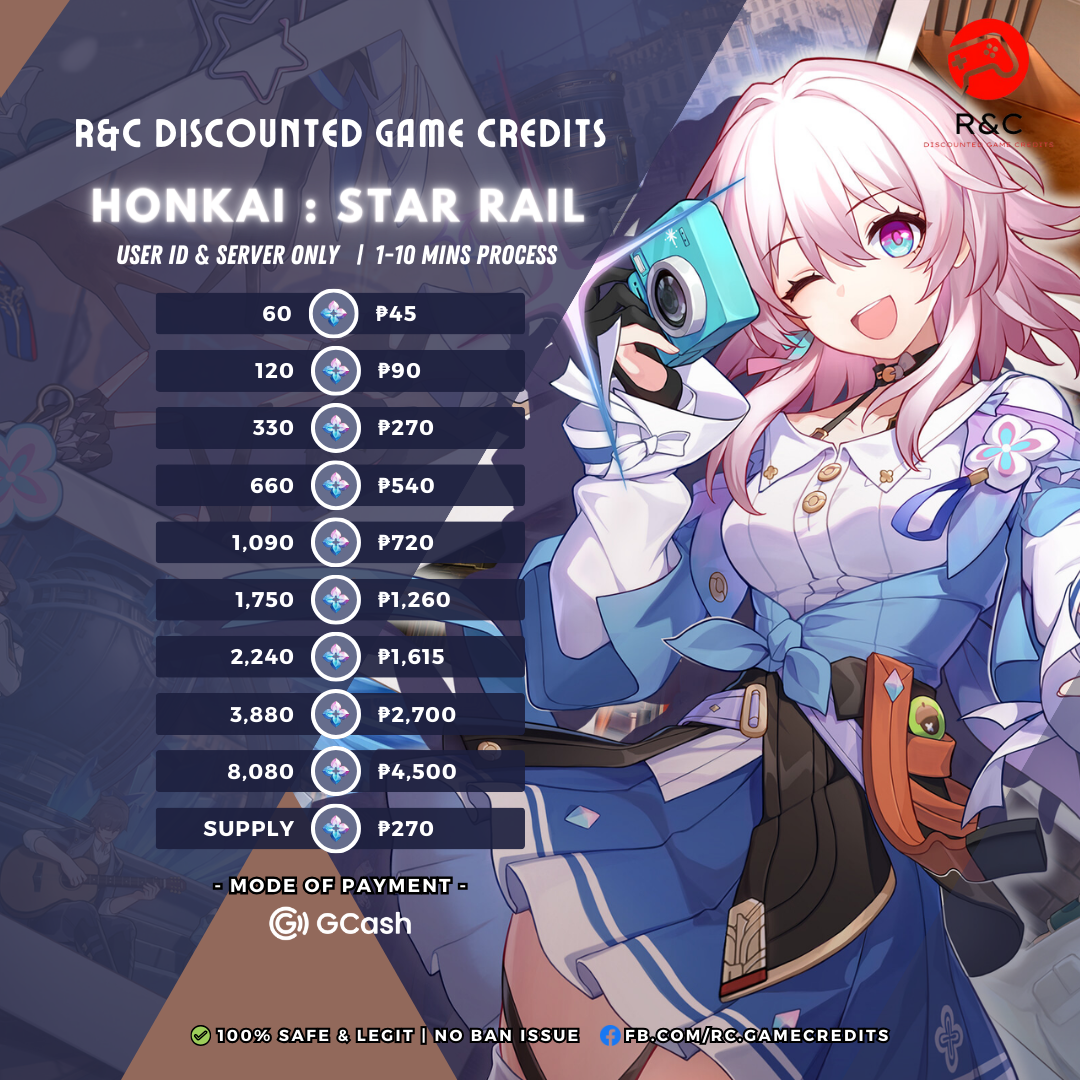 R&C
DISCOUNTED GAME CREDITS
R&C DISCOUNTED GAME CREDITS
HONKAI : STAR RAIL
USER ID & SERVER ONLY | 1-10 MINS PROCESS
60 ₱45
120 ₱90
330 ₱270
660 ₱540
1,090 ₱720
1,750 ₱1,260
2,240 ₱1,615
3,880 ₱2,700
8,080 ₱4,500
SUPPLY ₱270
- MODE OF PAYMENT -
GCash
100% SAFE & LEGIT | NO BAN ISSUE FB.COM/RC.GAMECREDITS